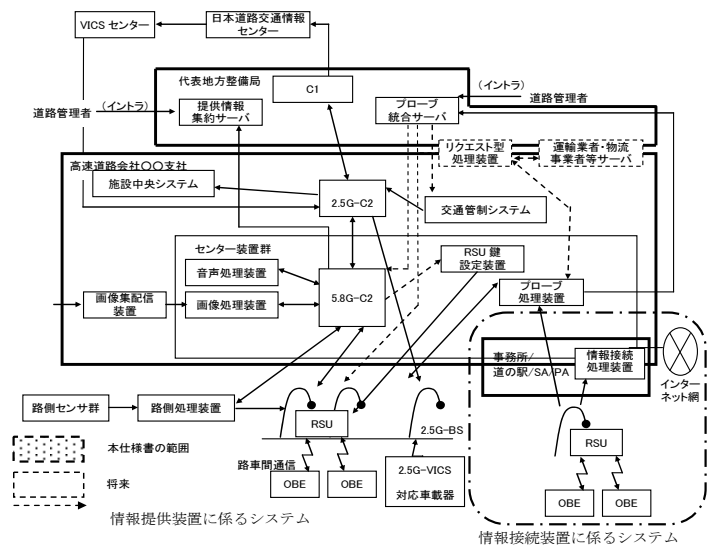 VICS センター
日本道路交通情報
センター
代表地方整備局
C1
（イントラ）
（イントラ）
道路管理者
道路管理者
提供情報
集約サーバ
プローブ
統合サーバ
リクエスト型
処理装置
運輸業者・物流
事業者等サーバ
高速道路会社〇〇支社
施設中央システム
2.5G-C2
交通管制システム
センター装置群
音声処理装置
RSU 鍵
設定装置
画像集配信
装置
画像処理装置
5.8G-C2
プローブ
処理装置
事務所/
道の駅/SA/PA
情報接続
処理装置
インター
ネット網
路側センサ群
路側処理装置
RSU
2.5G-BS
RSU
本仕様書の範囲
路車間通信
2.5G-VICS
対応車載器
将来
OBE
OBE
OBE
OBE
情報提供装置に係るシステム
情報接続装置に係るシステム